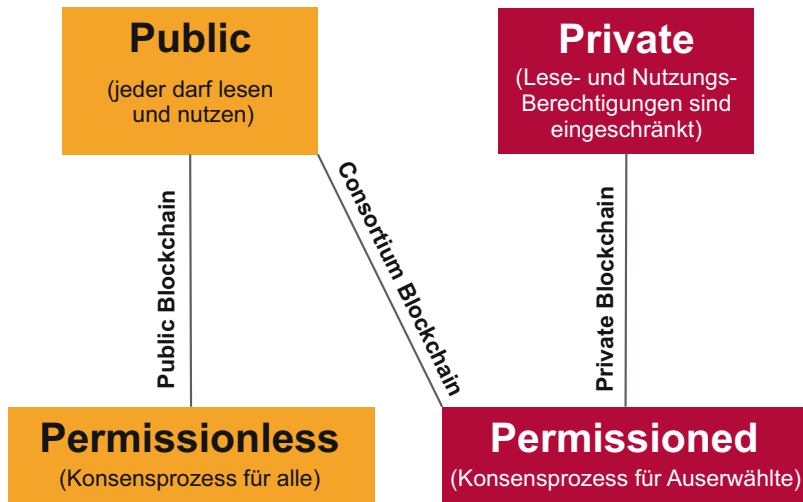 Public
(jeder darf lesen
und nutzen)
Private
(Lese- und Nutzungs-
Berechtigungen sind
eingeschränkt)
Public Blockchain
Consortium Blockchain
Private Blockchain
Permissionless
(Konsensprozess für alle)
Permissioned
(Konsensprozess für Auserwählte)